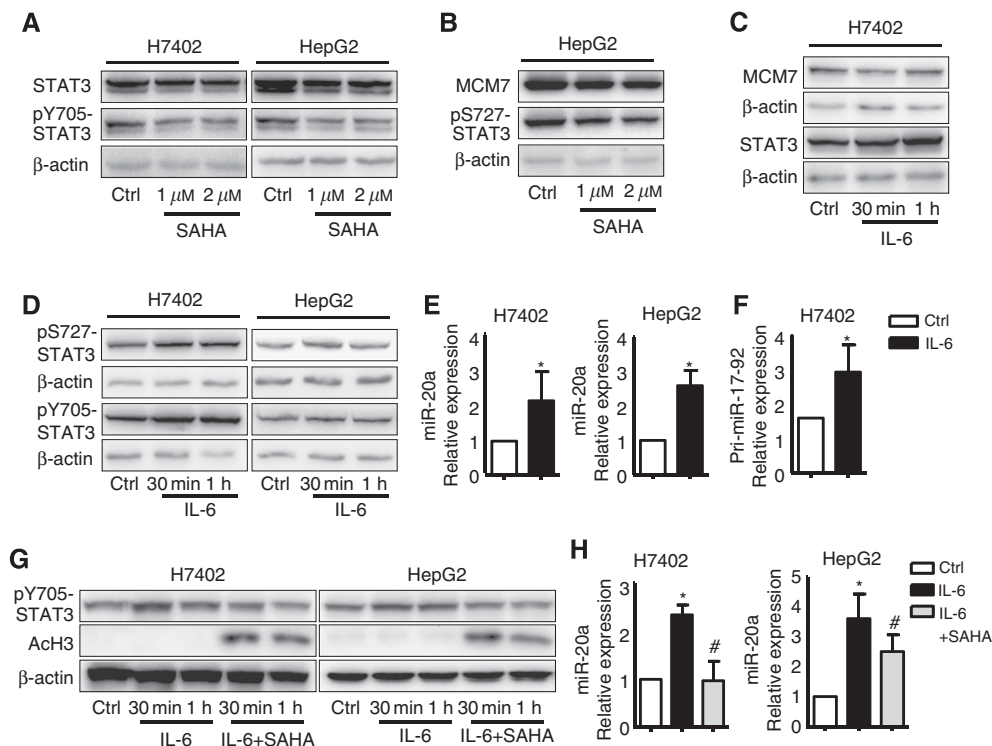 A
H7402 HepG2
STAT3
pY705-
STAT3
β-actin
Ctrl 1 μM 2 μM Ctrl 1 μM 2 μM
SAHA SAHA
B
HepG2
MCM7
pS727-
STAT3
β-actin
Ctrl 1 μM 2 μM
SAHA
C
H7402
MCM7
β-actin
STAT3
β-actin
Ctrl 30 min 1 h
IL-6
D
H7402 HepG2
pS727-
STAT3
β-actin
pY705-
STAT3
β-actin
Ctrl 30 min 1 h Ctrl 30 min 1 h
IL-6 IL-6
E
H7402
miR-20a
Relative expression
4
3
2
1
0
*
HepG2
miR-20a
Relative expression
4
3
2
1
0
*
F
H7402
Pri-miR-17-92
Relative expression
4
3
2
1
0
*
Ctrl
IL-6
G
H7402 HepG2
pY705-
STAT3
AcH3
β-actin
Ctrl 30 min 1 h 30 min 1 h Ctrl 30 min 1 h 30 min 1 h
IL-6 IL-6+SAHA IL-6 IL-6+SAHA
H
H7402
miR-20a
Relative expression
3
2
1
0
*
#
HepG2
miR-20a
Relative expression
5
4
3
2
1
0
*
#
Ctrl
IL-6
IL-6
+SAHA